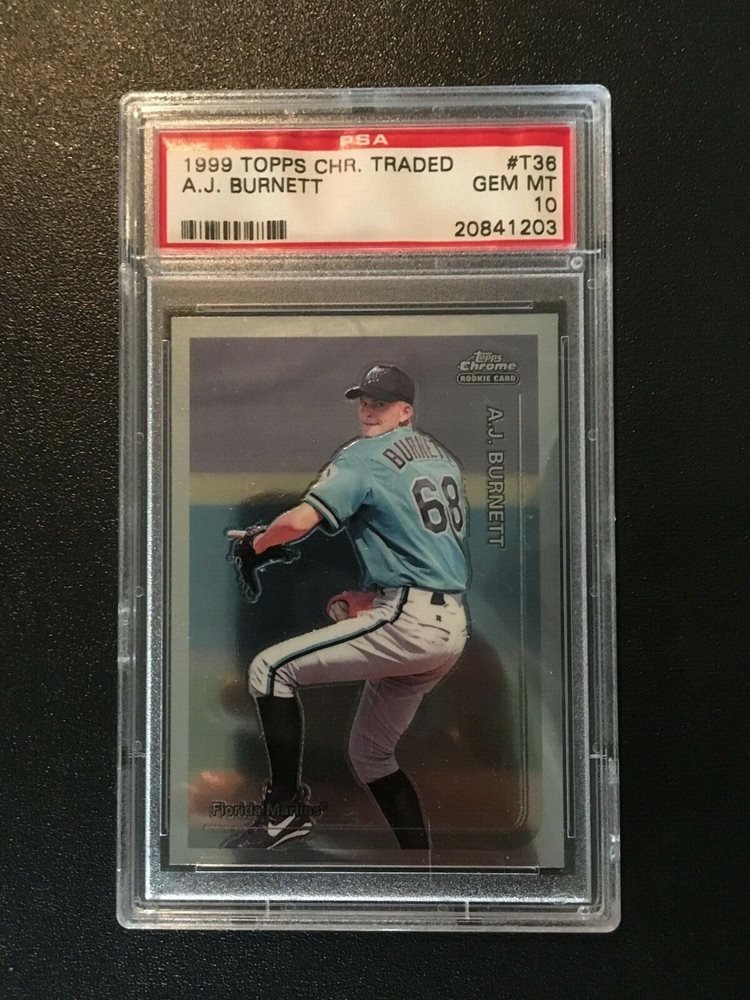 PSA
1999 TOPPS CHR. TRADED #T36
A.J. BURNETT GEM MT
10
20841203
Topps
Chrome
ROOKIE CARD
A.J. BURNETT
BURNET
68
Florida Marlins